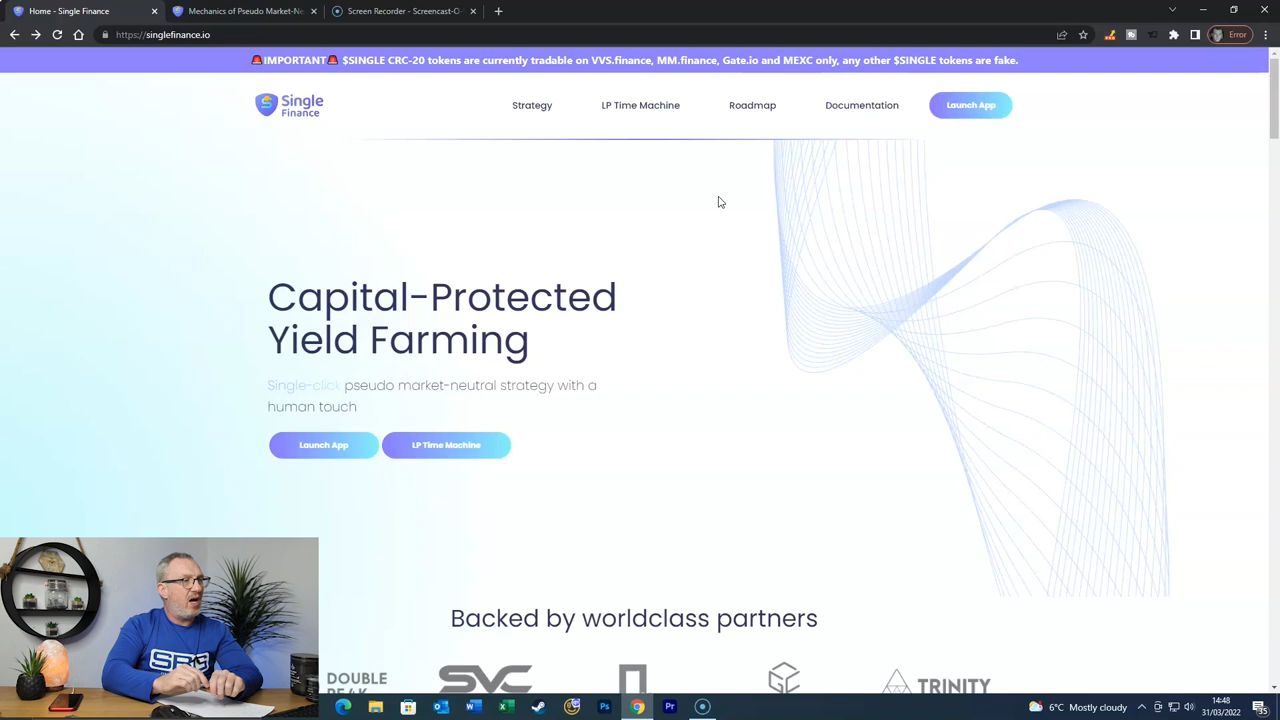 Home - Single Finance
Mechanics of Pseudo Market-Ne
Screen Recorder - Screencast-O-
https://singlefinance.io
Error
🚨IMPORTANT🚨 $SINGLE CRC-20 tokens are currently tradable on VVS.finance, MM.finance, Gate.io and MEXC only, any other $SINGLE tokens are fake.
Single
Finance
Strategy
LP Time Machine
Roadmap
Documentation
Launch App
Capital-Protected
Yield Farming
Single-click pseudo market-neutral strategy with a
human touch
Launch App
LP Time Machine
Backed by worldclass partners
DOUBLE
PEAK
SVC
TRINITY
6°C Mostly cloudy
14:48
31/03/2022